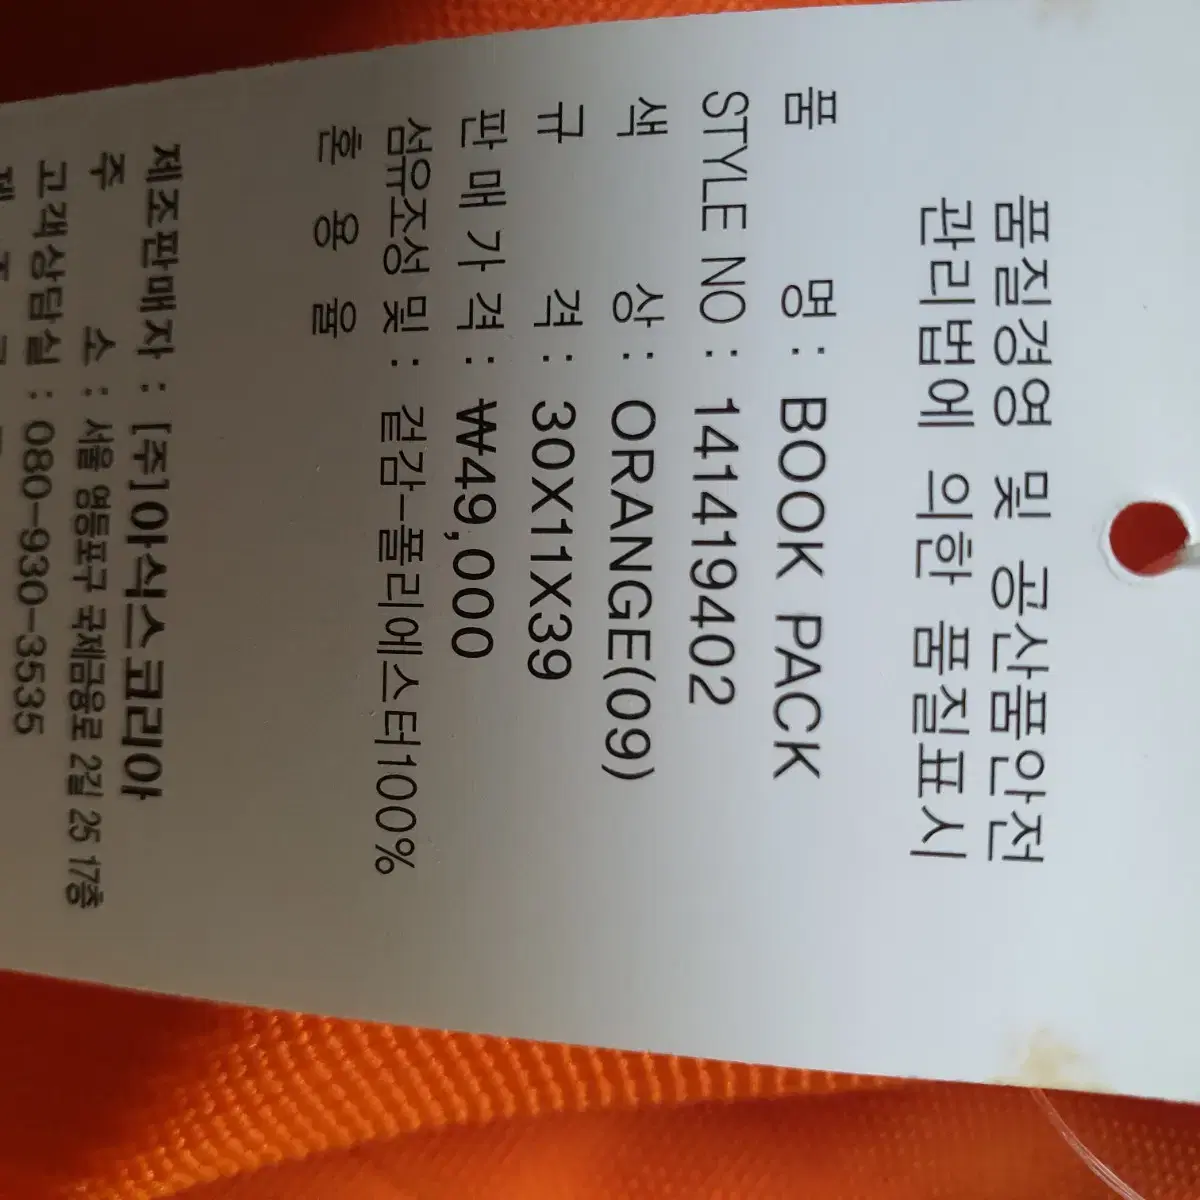 품질경영 및 공산품안전
관리법에 의한 품질표시
품 명 : BOOK PACK
STYLE NO : 141419402
색 상 : ORANGE(09)
규 격 : 30X11X39
판매가격 : ₩49,000
섬유조성 및 : 겉감-폴리에스터100%
혼 용 율
제조판매자 : [주]아식스코리아
주 소 : 서울 영등포구 국제금융로 2길 25 17층
고객상담실 : 080-930-3535